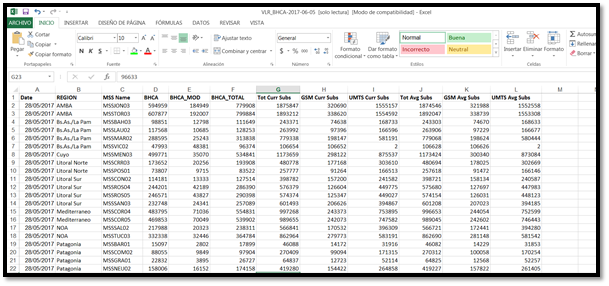 VLR_BHCA-2017-06-05 [solo lectura] [Modo de compatibilidad] - Excel
ARCHIVO INICIO INSERTAR DISEÑO DE PÁGINA FÓRMULAS DATOS REVISAR VISTA
Pegar
Cortar
Copiar
Copiar formato
Calibri 10
N K S
Ajustar texto
Combinar y centrar
General
Formato condicional
Dar formato como tabla
Normal Buena
Incorrecto Neutral
Insertar Eliminar Formato
Autosum
Rellenar
Borrar
Portapapeles Fuente Alineación Número Estilos Celdas
G23 96633
A B C D E F G H I J K L
1 Date REGION MSS Name BHCA BHCA_MOD BHCA_TOTAL Tot Curr Subs GSM Curr Subs UMTS Curr Subs Tot Avg Subs GSM Avg Subs UMTS Avg Subs
2 28/05/2017 AMBA MSSJON03 594959 184949 779908 1875847 320690 1555157 1874546 321988 1552558
3 28/05/2017 AMBA MSSTOR03 607877 192007 799884 1893212 338620 1554592 1892047 338739 1553308
4 28/05/2017 Bs.As./La Pam MSSBAH03 98851 12798 111649 243371 74638 168733 243303 74670 168633
5 28/05/2017 Bs.As./La Pam MSSLAU02 117568 10685 128253 263992 97396 166596 263906 97229 166677
6 28/05/2017 Bs.As./La Pam MSSMAR02 288595 25243 313838 779338 198147 581191 779068 198624 580444
7 28/05/2017 Bs.As./La Pam MSSVIC02 47993 48381 96374 106654 106652 2 106628 106626 2
8 28/05/2017 Cuyo MSSMEN03 499771 35070 534841 1173659 298122 875537 1173424 300340 873084
9 28/05/2017 Litoral Norte MSSCRR03 173652 20256 193908 480778 177168 303610 480694 178025 302669
10 28/05/2017 Litoral Norte MSSPOS01 73807 9715 83522 257777 91264 166513 257618 91472 166146
11 28/05/2017 Litoral Sur MSSCON02 114181 13333 127514 398782 157200 241582 398721 158134 240587
12 28/05/2017 Litoral Sur MSSROS04 244201 42189 286390 576379 126604 449775 575680 127697 447983
13 28/05/2017 Litoral Sur MSSROS05 246571 43827 290398 574374 125347 449027 574154 126031 448123
14 28/05/2017 Litoral Sur MSSSAN03 232748 24341 257089 601493 206626 394867 601208 207023 394185
15 28/05/2017 Mediterraneo MSSCOR04 483795 71036 554831 997268 243373 753895 996653 244054 752599
16 28/05/2017 Mediterraneo MSSCOR05 469853 70049 539902 989655 242073 747582 989045 242602 746443
17 28/05/2017 NOA MSSSAL02 217988 20323 238311 566841 170532 396309 566721 172441 394280
18 28/05/2017 NOA MSSTUC03 332338 32446 364784 862964 279773 583191 862690 281148 581542
19 28/05/2017 Patagonia MSSBAR01 15097 2802 17899 46088 14172 31916 46082 14229 31853
20 28/05/2017 Patagonia MSSCOM02 88055 9849 97904 270409 99094 171315 270312 100058 170254
21 28/05/2017 Patagonia MSSGRA01 22832 3895 26727 64837 12723 52114 64825 12568 52257
22 28/05/2017 Patagonia MSSNEU02 158006 16152 174158 419280 154422 264858 419227 157822 261405